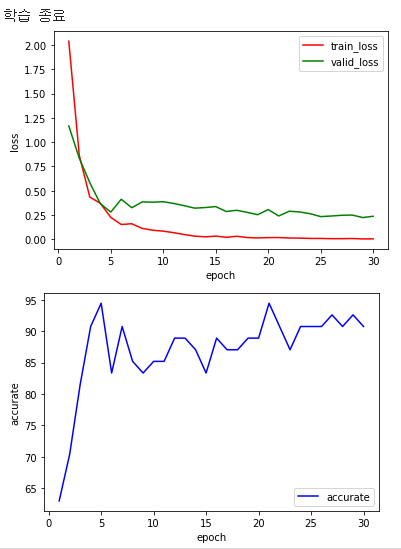 학습 종료
2.00
1.75
1.50
1.25
1.00
0.75
0.50
0.25
0.00
loss
train_loss
valid_loss
0 5 10 15 20 25 30
epoch
95
90
85
80
75
70
65
accurate
accurate
0 5 10 15 20 25 30
epoch